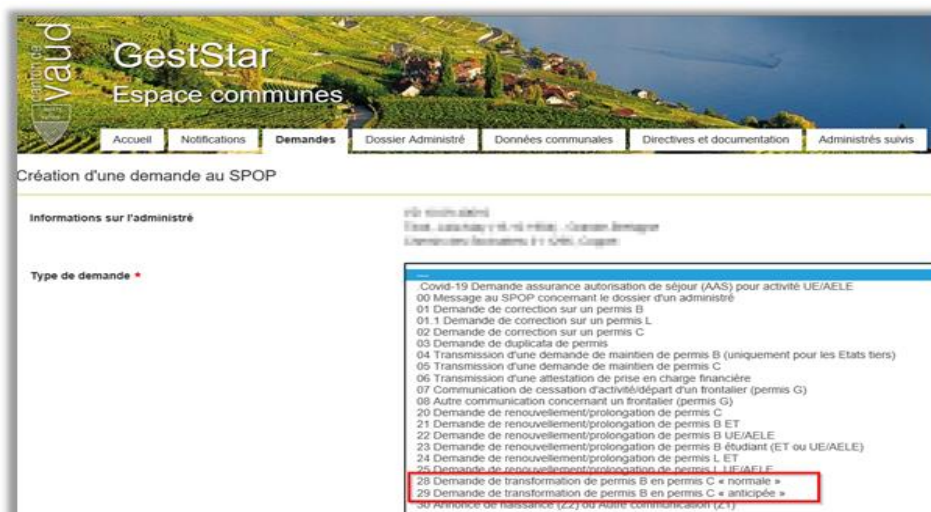 canton de
vaud
GestStar
Espace communes
Accueil Notifications Demandes Dossier Administré Données communales Directives et documentation Administrés suivis
Création d'une demande au SPOP
Informations sur l'administré
Type de demande *
---
Covid-19 Demande assurance autorisation de séjour (AAS) pour activité UE/AELE
00 Message au SPOP concernant le dossier d'un administré
01 Demande de correction sur un permis B
01.1 Demande de correction sur un permis L
02 Demande de correction sur un permis C
03 Demande de duplicata de permis
04 Transmission d'une demande de maintien de permis B (uniquement pour les Etats tiers)
05 Transmission d'une demande de maintien de permis C
06 Transmission d'une attestation de prise en charge financière
07 Communication de cessation d'activité/départ d'un frontalier (permis G)
08 Autre communication concernant un frontalier (permis G)
20 Demande de renouvellement/prolongation de permis C
21 Demande de renouvellement/prolongation de permis B ET
22 Demande de renouvellement/prolongation de permis B UE/AELE
23 Demande de renouvellement/prolongation de permis B étudiant (ET ou UE/AELE)
24 Demande de renouvellement/prolongation de permis L ET
25 Demande de renouvellement/prolongation de permis L UE/AELE
28 Demande de transformation de permis B en permis C « normale »
29 Demande de transformation de permis B en permis C « anticipée »
30 Annonce de naissance (Z2) ou Autre communication (Z1)